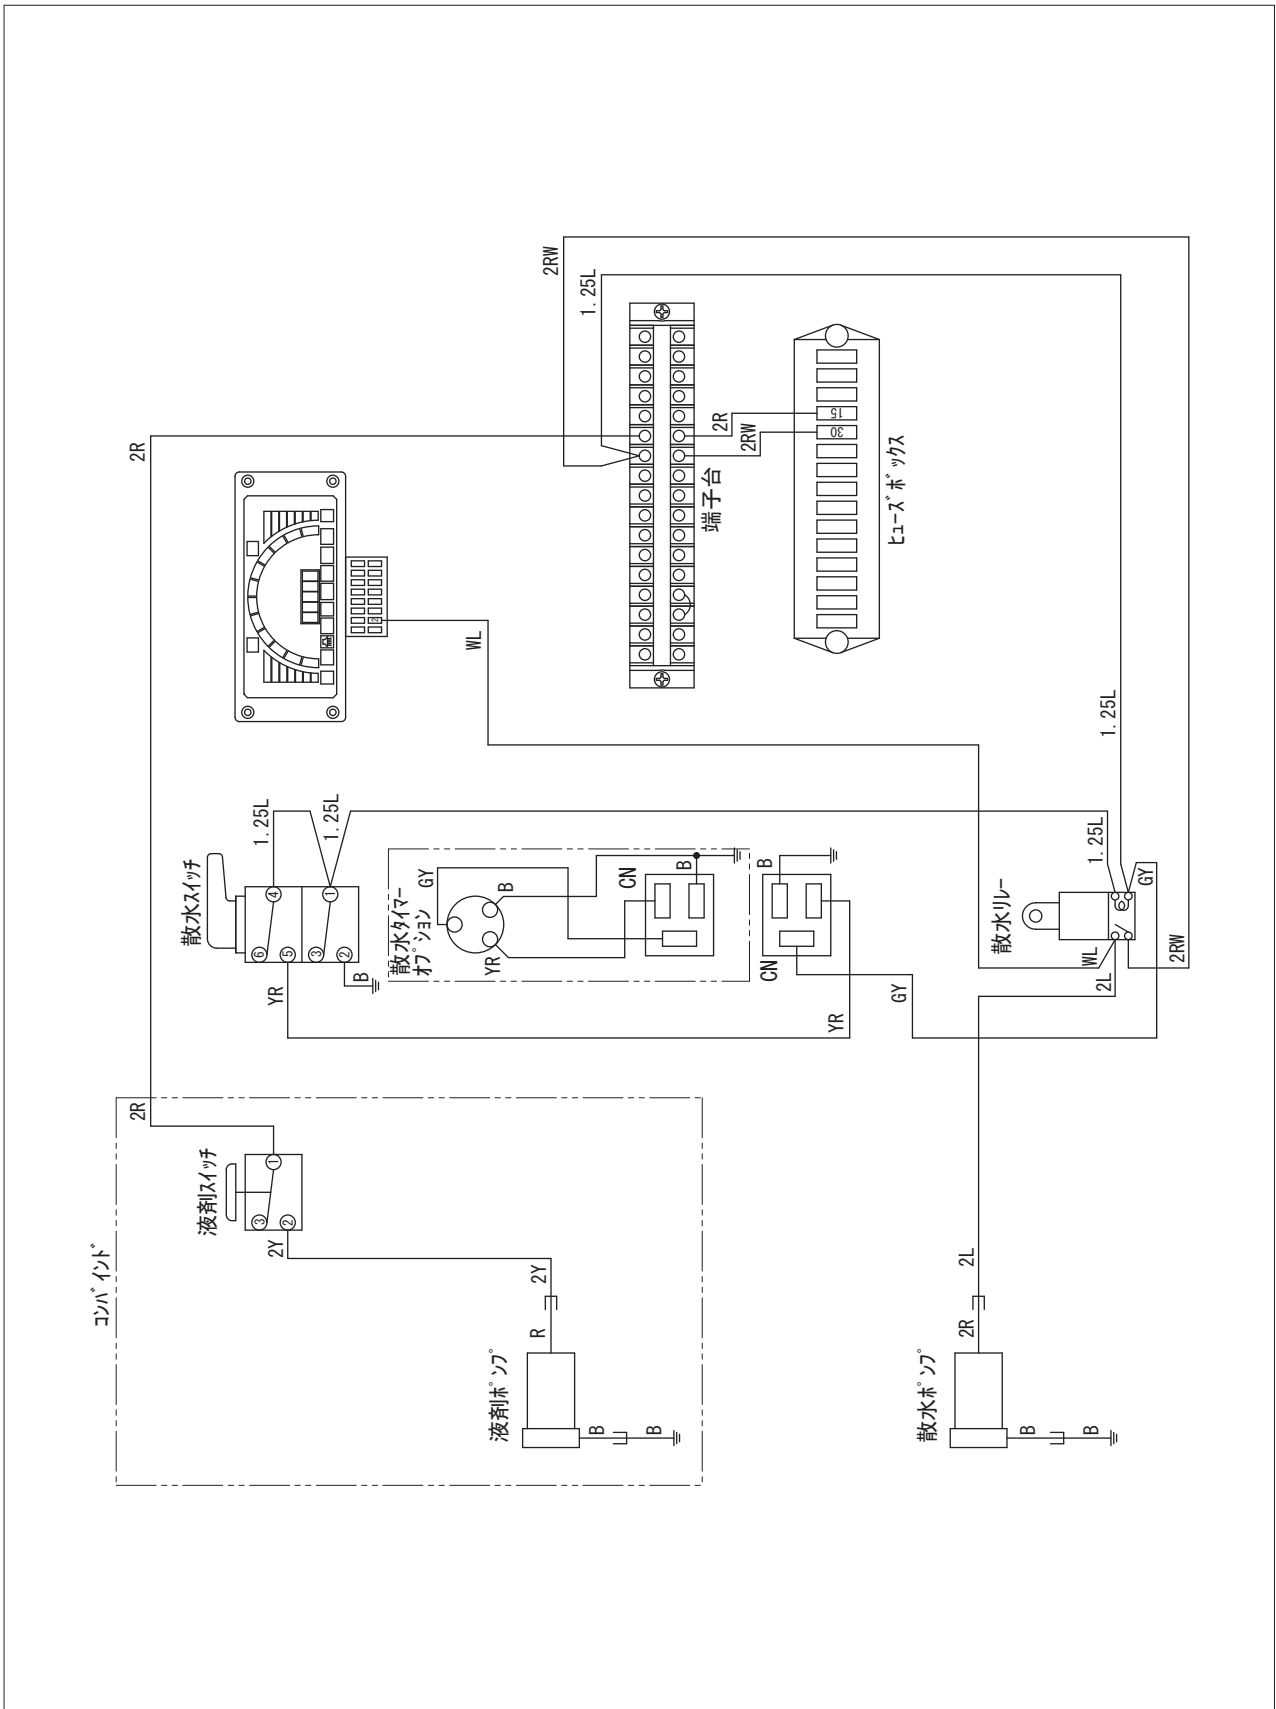 2RW
1.25L
2R
15
2R
30
2RW
端子台
ヒューズボックス
WL
2
散水スイッチ
1.25L
1.25L
4
1
6
5
3
2
YR
B
散水タイマー
オプション
GY
B
YR
CN
B
B
CN
GY
YR
散水リレー
1.25L
1.25L
GY
WL
2L
2RW
コンバインド
2R
液剤スイッチ
1
3
2
2Y
2Y
R
液剤ポンプ
B
B
2L
2R
散水ポンプ
B
B